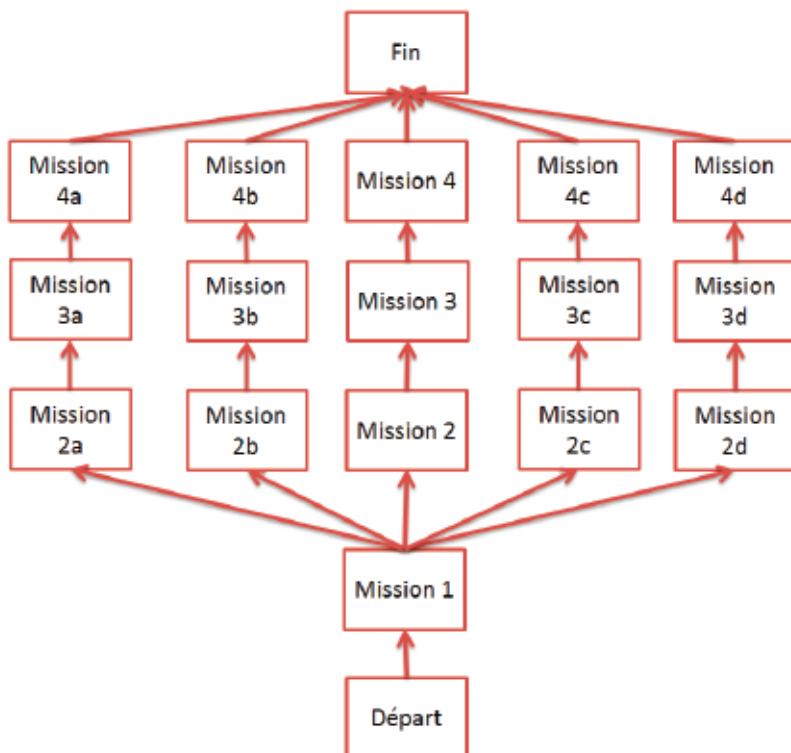 Fin
Mission
4a
Mission
4b
Mission 4
Mission
4c
Mission
4d
Mission
3a
Mission
3b
Mission 3
Mission
3c
Mission
3d
Mission
2a
Mission
2b
Mission 2
Mission
2c
Mission
2d
Mission 1
Départ